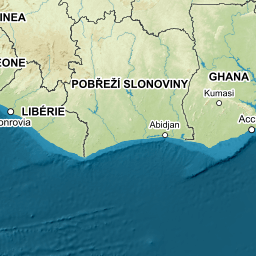 INEA
EONE
POBŘEŽÍ SLONOVINY
GHANA
Kumasi
LIBÉRIE
onrovia
Abidjan
Acc